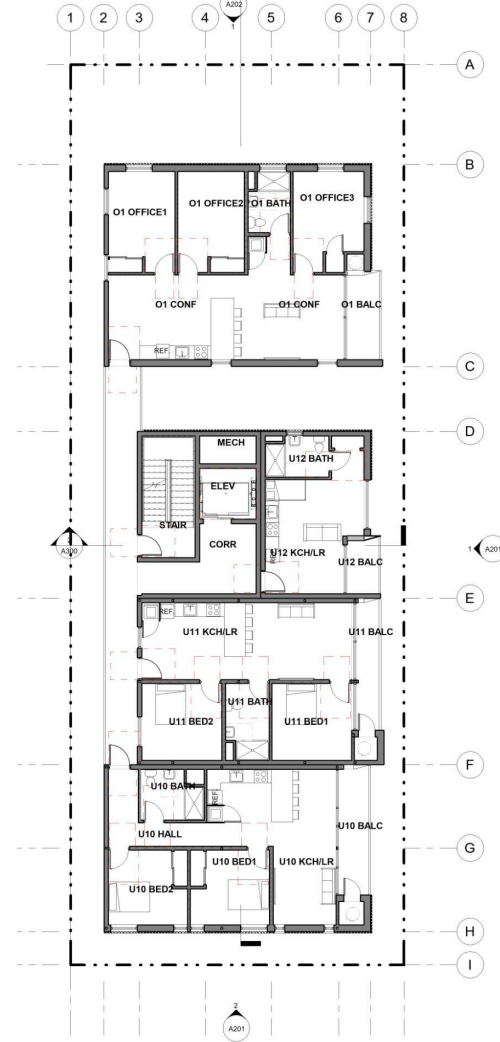 A202
1
1 2 3 4 5 6 7 8
A
B
O1 OFFICE1
O1 OFFICE2
O1 BATH
O1 OFFICE3
O1 CONF
O1 CONF
O1 BALC
REF
C
D
MECH
U12 BATH
ELEV
STAIR
CORR
REF
U12 KCH/LR
U12 BALC
A300
1
A201
E
REF
U11 KCH/LR
U11 BALC
U11 BED2
U11 BATH
U11 BED1
F
U10 BATH
REF
U10 HALL
U10 BALC
G
U10 BED2
U10 BED1
U10 KCH/LR
H
I
2
A201